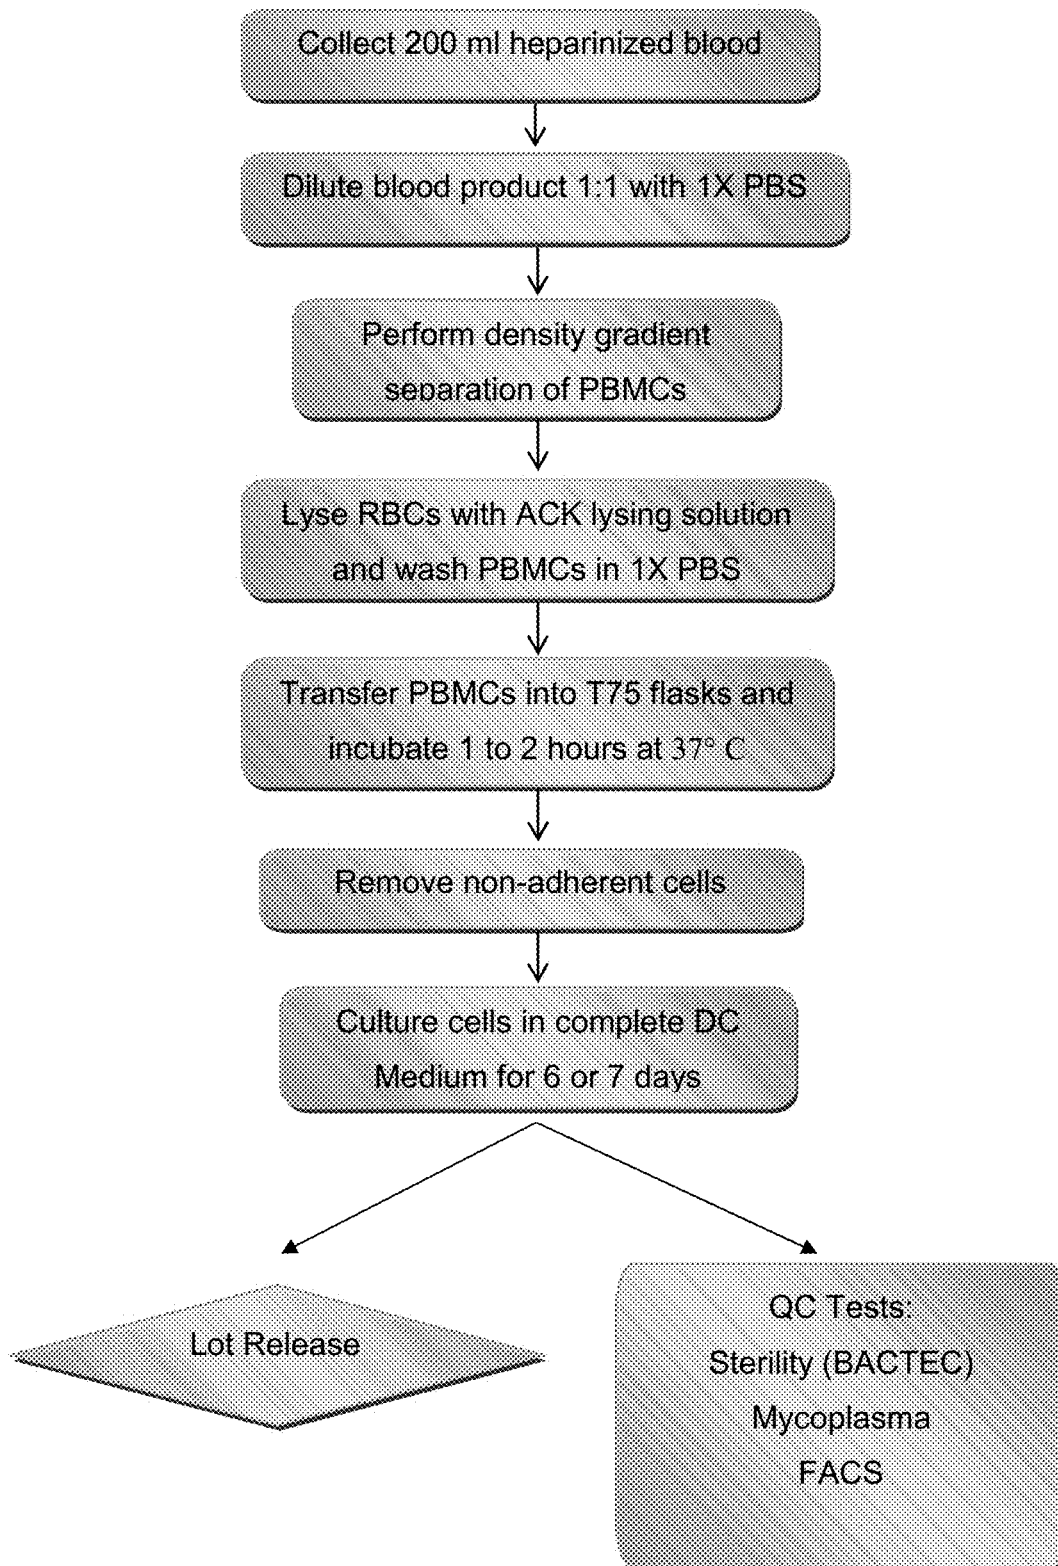 Collect 200 ml heparinized blood
Dilute blood product 1:1 with 1X PBS
Perform density gradient
separation of PBMCs
Lyse RBCs with ACK lysing solution
and wash PBMCs in 1X PBS
Transfer PBMCs into T75 flasks and
incubate 1 to 2 hours at 37° C
Remove non-adherent cells
Culture cells in complete DC
Medium for 6 or 7 days
Lot Release
QC Tests:
Sterility (BACTEC)
Mycoplasma
FACS